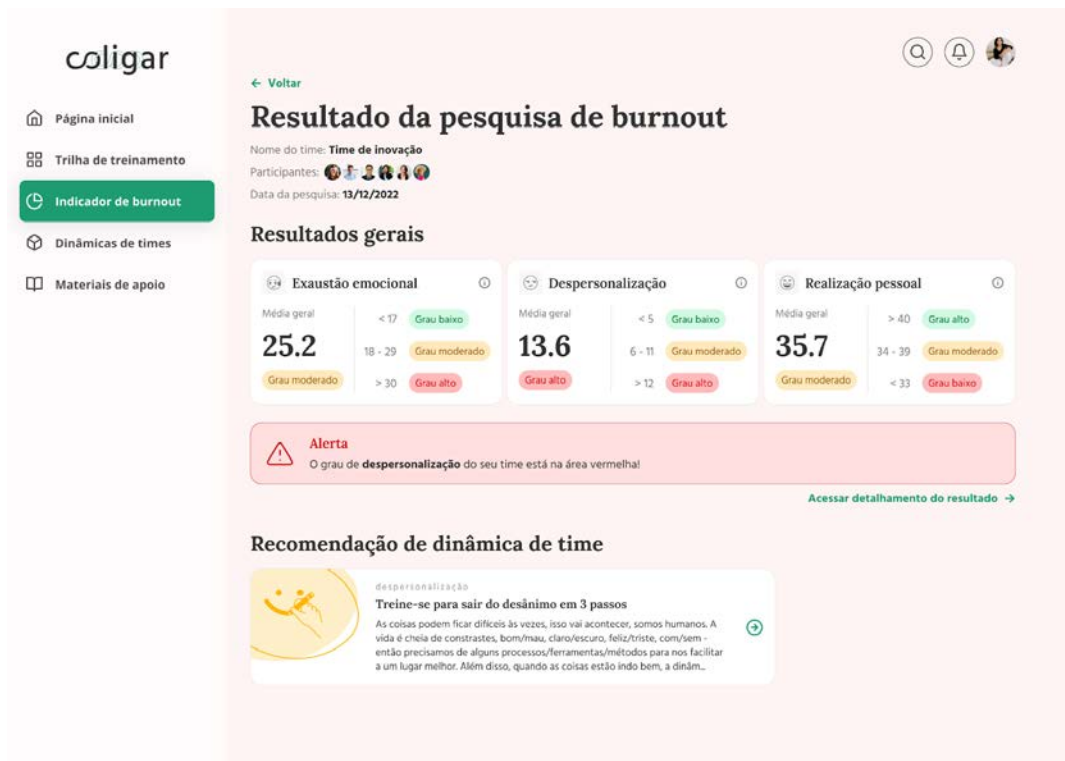 coligar
Página inicial
Trilha de treinamento
Indicador de burnout
Dinâmicas de times
Materiais de apoio
← Voltar
Resultado da pesquisa de burnout
Nome do time: Time de inovação
Participantes:
Data da pesquisa: 13/12/2022
Resultados gerais
Exaustão emocional
Média geral
25.2
Grau moderado
< 17 Grau baixo
18 - 29 Grau moderado
> 30 Grau alto
Despersonalização
Média geral
13.6
Grau alto
< 5 Grau baixo
6 - 11 Grau moderado
> 12 Grau alto
Realização pessoal
Média geral
35.7
Grau moderado
> 40 Grau alto
34 - 39 Grau moderado
< 33 Grau baixo
Alerta
O grau de despersonalização do seu time está na área vermelha!
Acessar detalhamento do resultado →
Recomendação de dinâmica de time
despersonalização
Treine-se para sair do desânimo em 3 passos
As coisas podem ficar difíceis às vezes, isso vai acontecer, somos humanos. A
vida é cheia de constrastes, bom/mau, claro/escuro, feliz/triste, com/sem -
então precisamos de alguns processos/ferramentas/métodos para nos facilitar
a um lugar melhor. Além disso, quando as coisas estão indo bem, a dinâm...